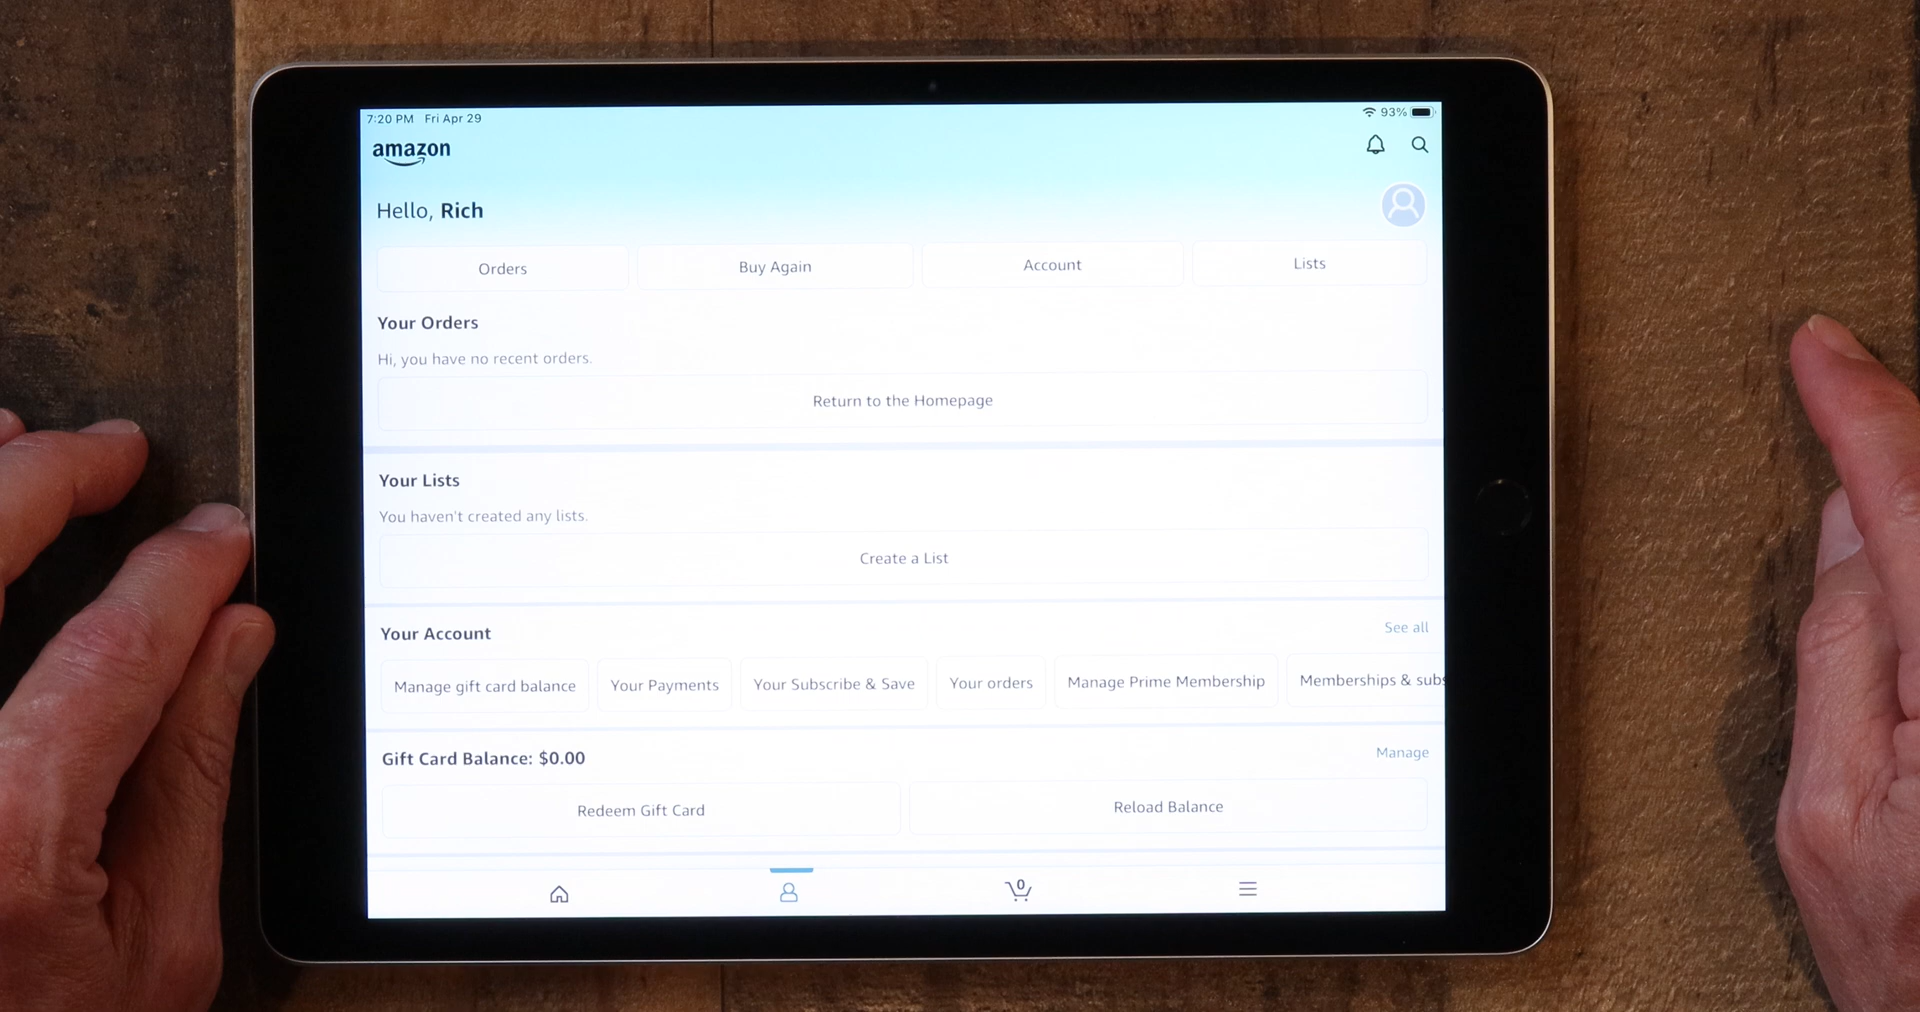 7:20 PM Fri Apr 29
93%
amazon
Hello, Rich
Orders
Buy Again
Account
Lists
Your Orders
Hi, you have no recent orders.
Return to the Homepage
Your Lists
You haven't created any lists.
Create a List
Your Account
See all
Manage gift card balance
Your Payments
Your Subscribe & Save
Your orders
Manage Prime Membership
Memberships & subs
Gift Card Balance: $0.00
Manage
Redeem Gift Card
Reload Balance
0